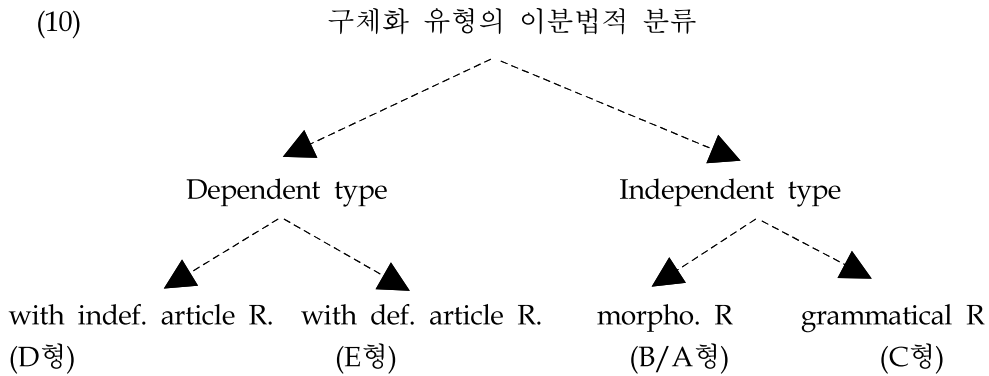 (10) 구체화 유형의 이분법적 분류
Dependent type Independent type
with indef. article R. with def. article R. morpho. R grammatical R
(D형) (E형) (B/A형) (C형)